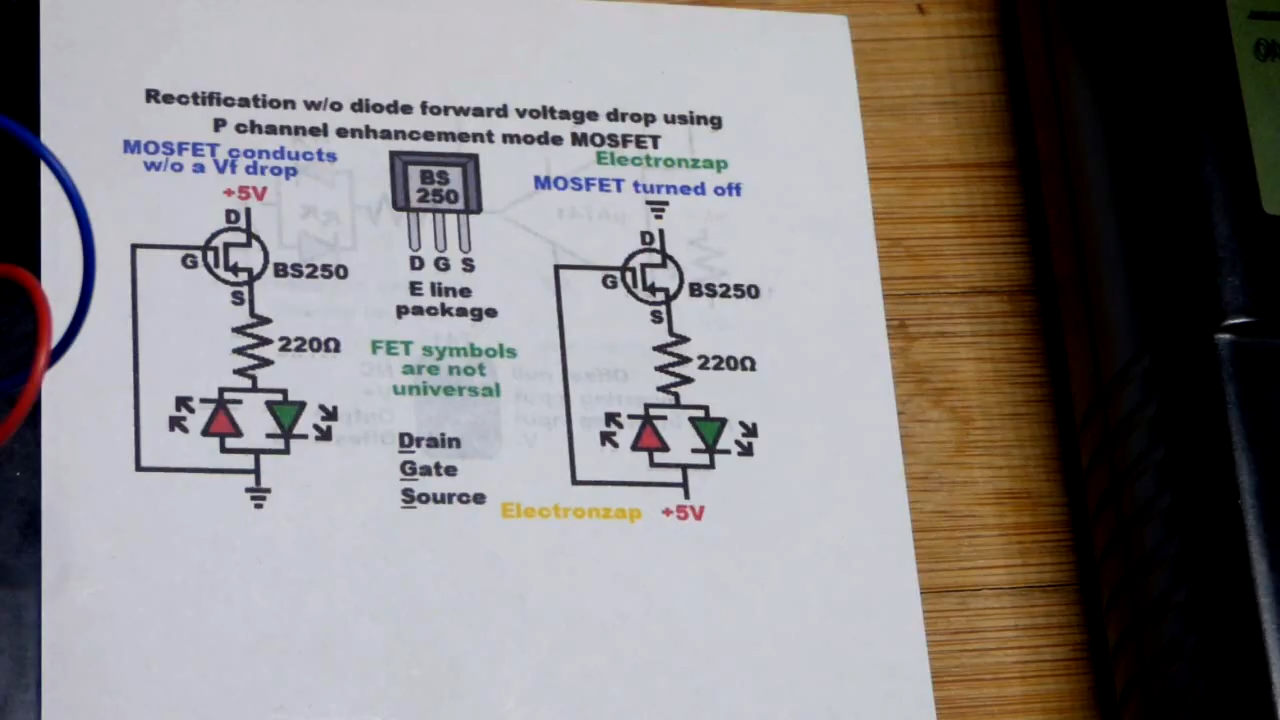 Rectification w/o diode forward voltage drop using
P channel enhancement mode MOSFET
MOSFET conducts
w/o a Vf drop
+5V
D
G
BS250
S
220Ω
BS
250
D G S
E line
package
FET symbols
are not
universal
Drain
Gate
Source
Electronzap
MOSFET turned off
D
G
BS250
S
220Ω
Electronzap
+5V